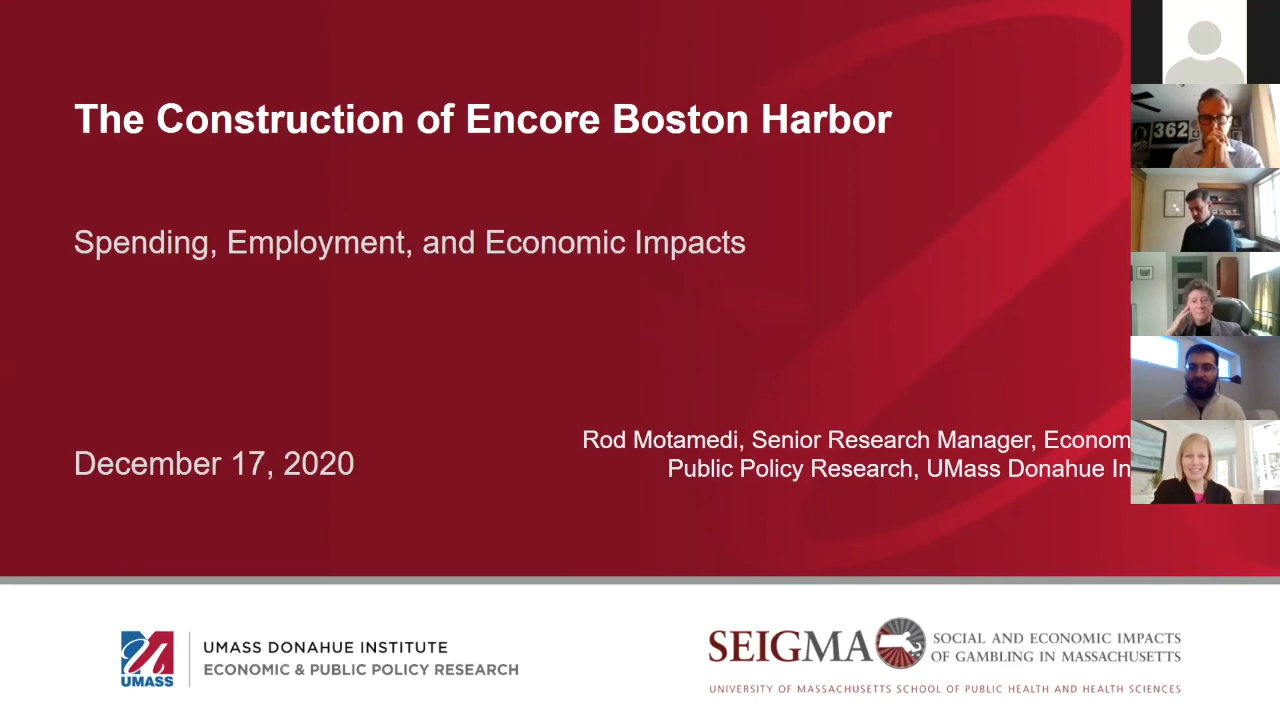 The Construction of Encore Boston Harbor
362
Spending, Employment, and Economic Impacts
Rod Motamedi, Senior Research Manager, Econom
Public Policy Research, UMass Donahue In
December 17, 2020
UMASS
UMASS DONAHUE INSTITUTE
ECONOMIC & PUBLIC POLICY RESEARCH
SEIGMA
SOCIAL AND ECONOMIC IMPACTS
OF GAMBLING IN MASSACHUSETTS
UNIVERSITY OF MASSACHUSETTS SCHOOL OF PUBLIC HEALTH AND HEALTH SCIENCES